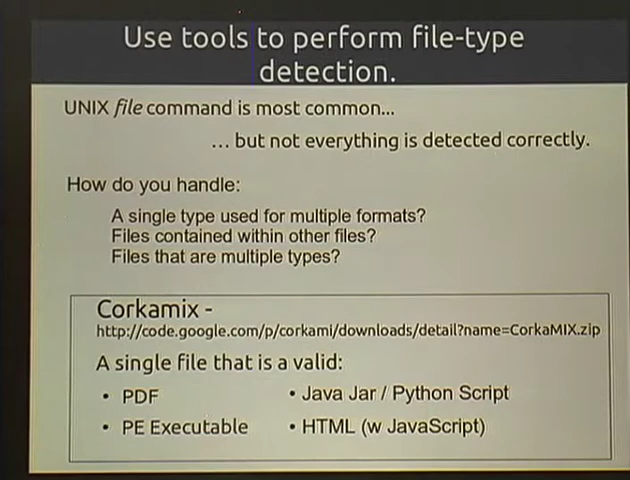 Use tools to perform file-type
detection.
UNIX file command is most common...
... but not everything is detected correctly.
How do you handle:
A single type used for multiple formats?
Files contained within other files?
Files that are multiple types?
Corkamix -
http://code.google.com/p/corkami/downloads/detail?name=CorkaMIX.zip
A single file that is a valid:
• PDF
• Java Jar / Python Script
• PE Executable
• HTML (w JavaScript)